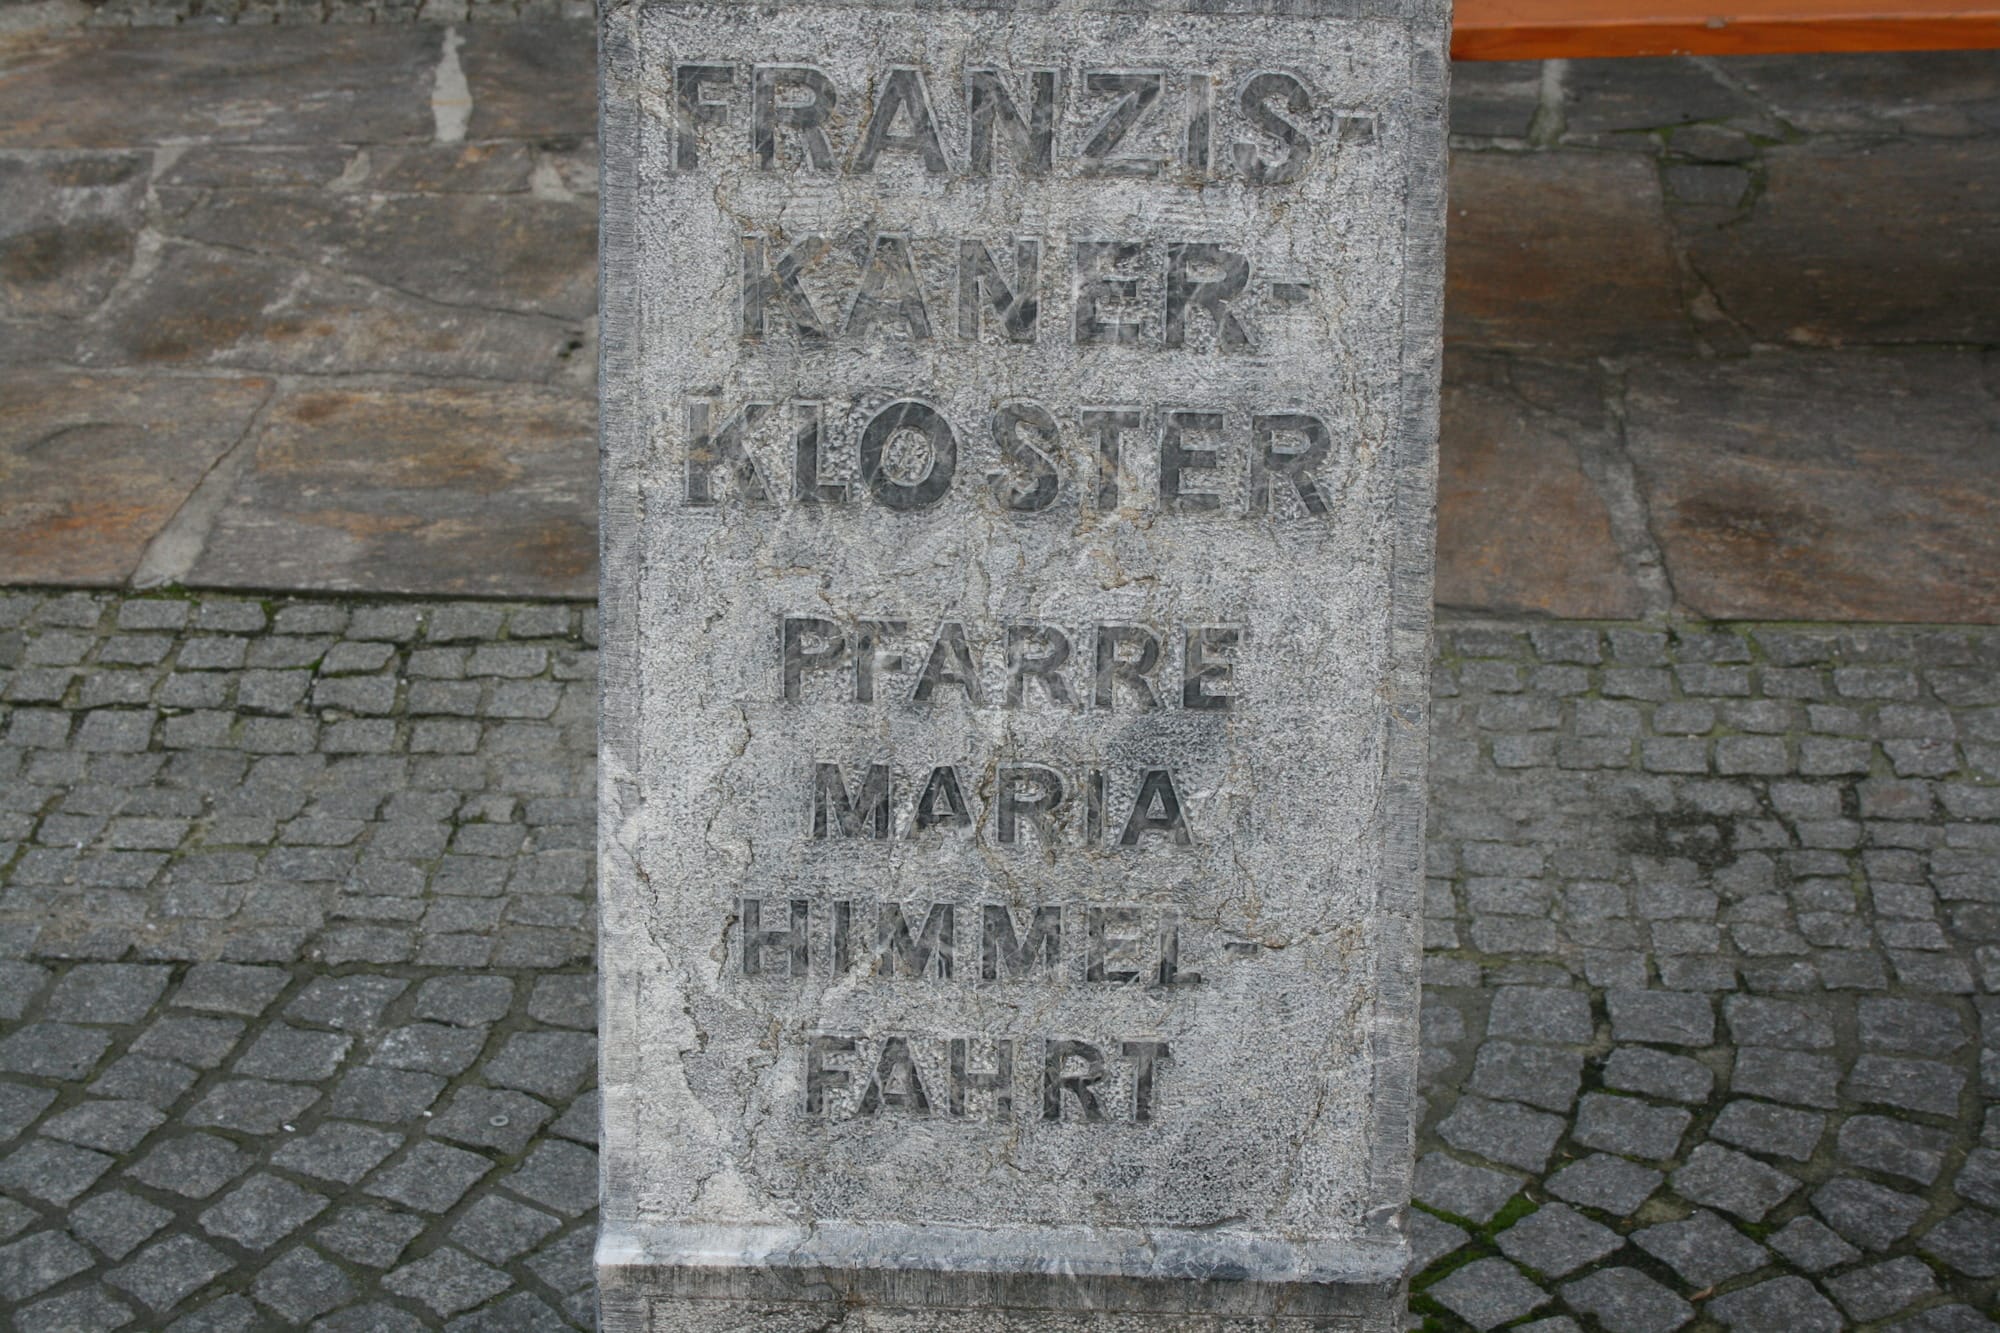 FRANZIS-
KANER-
KLOSTER
PFARRE
MARIA
HIMMEL-
FAHRT